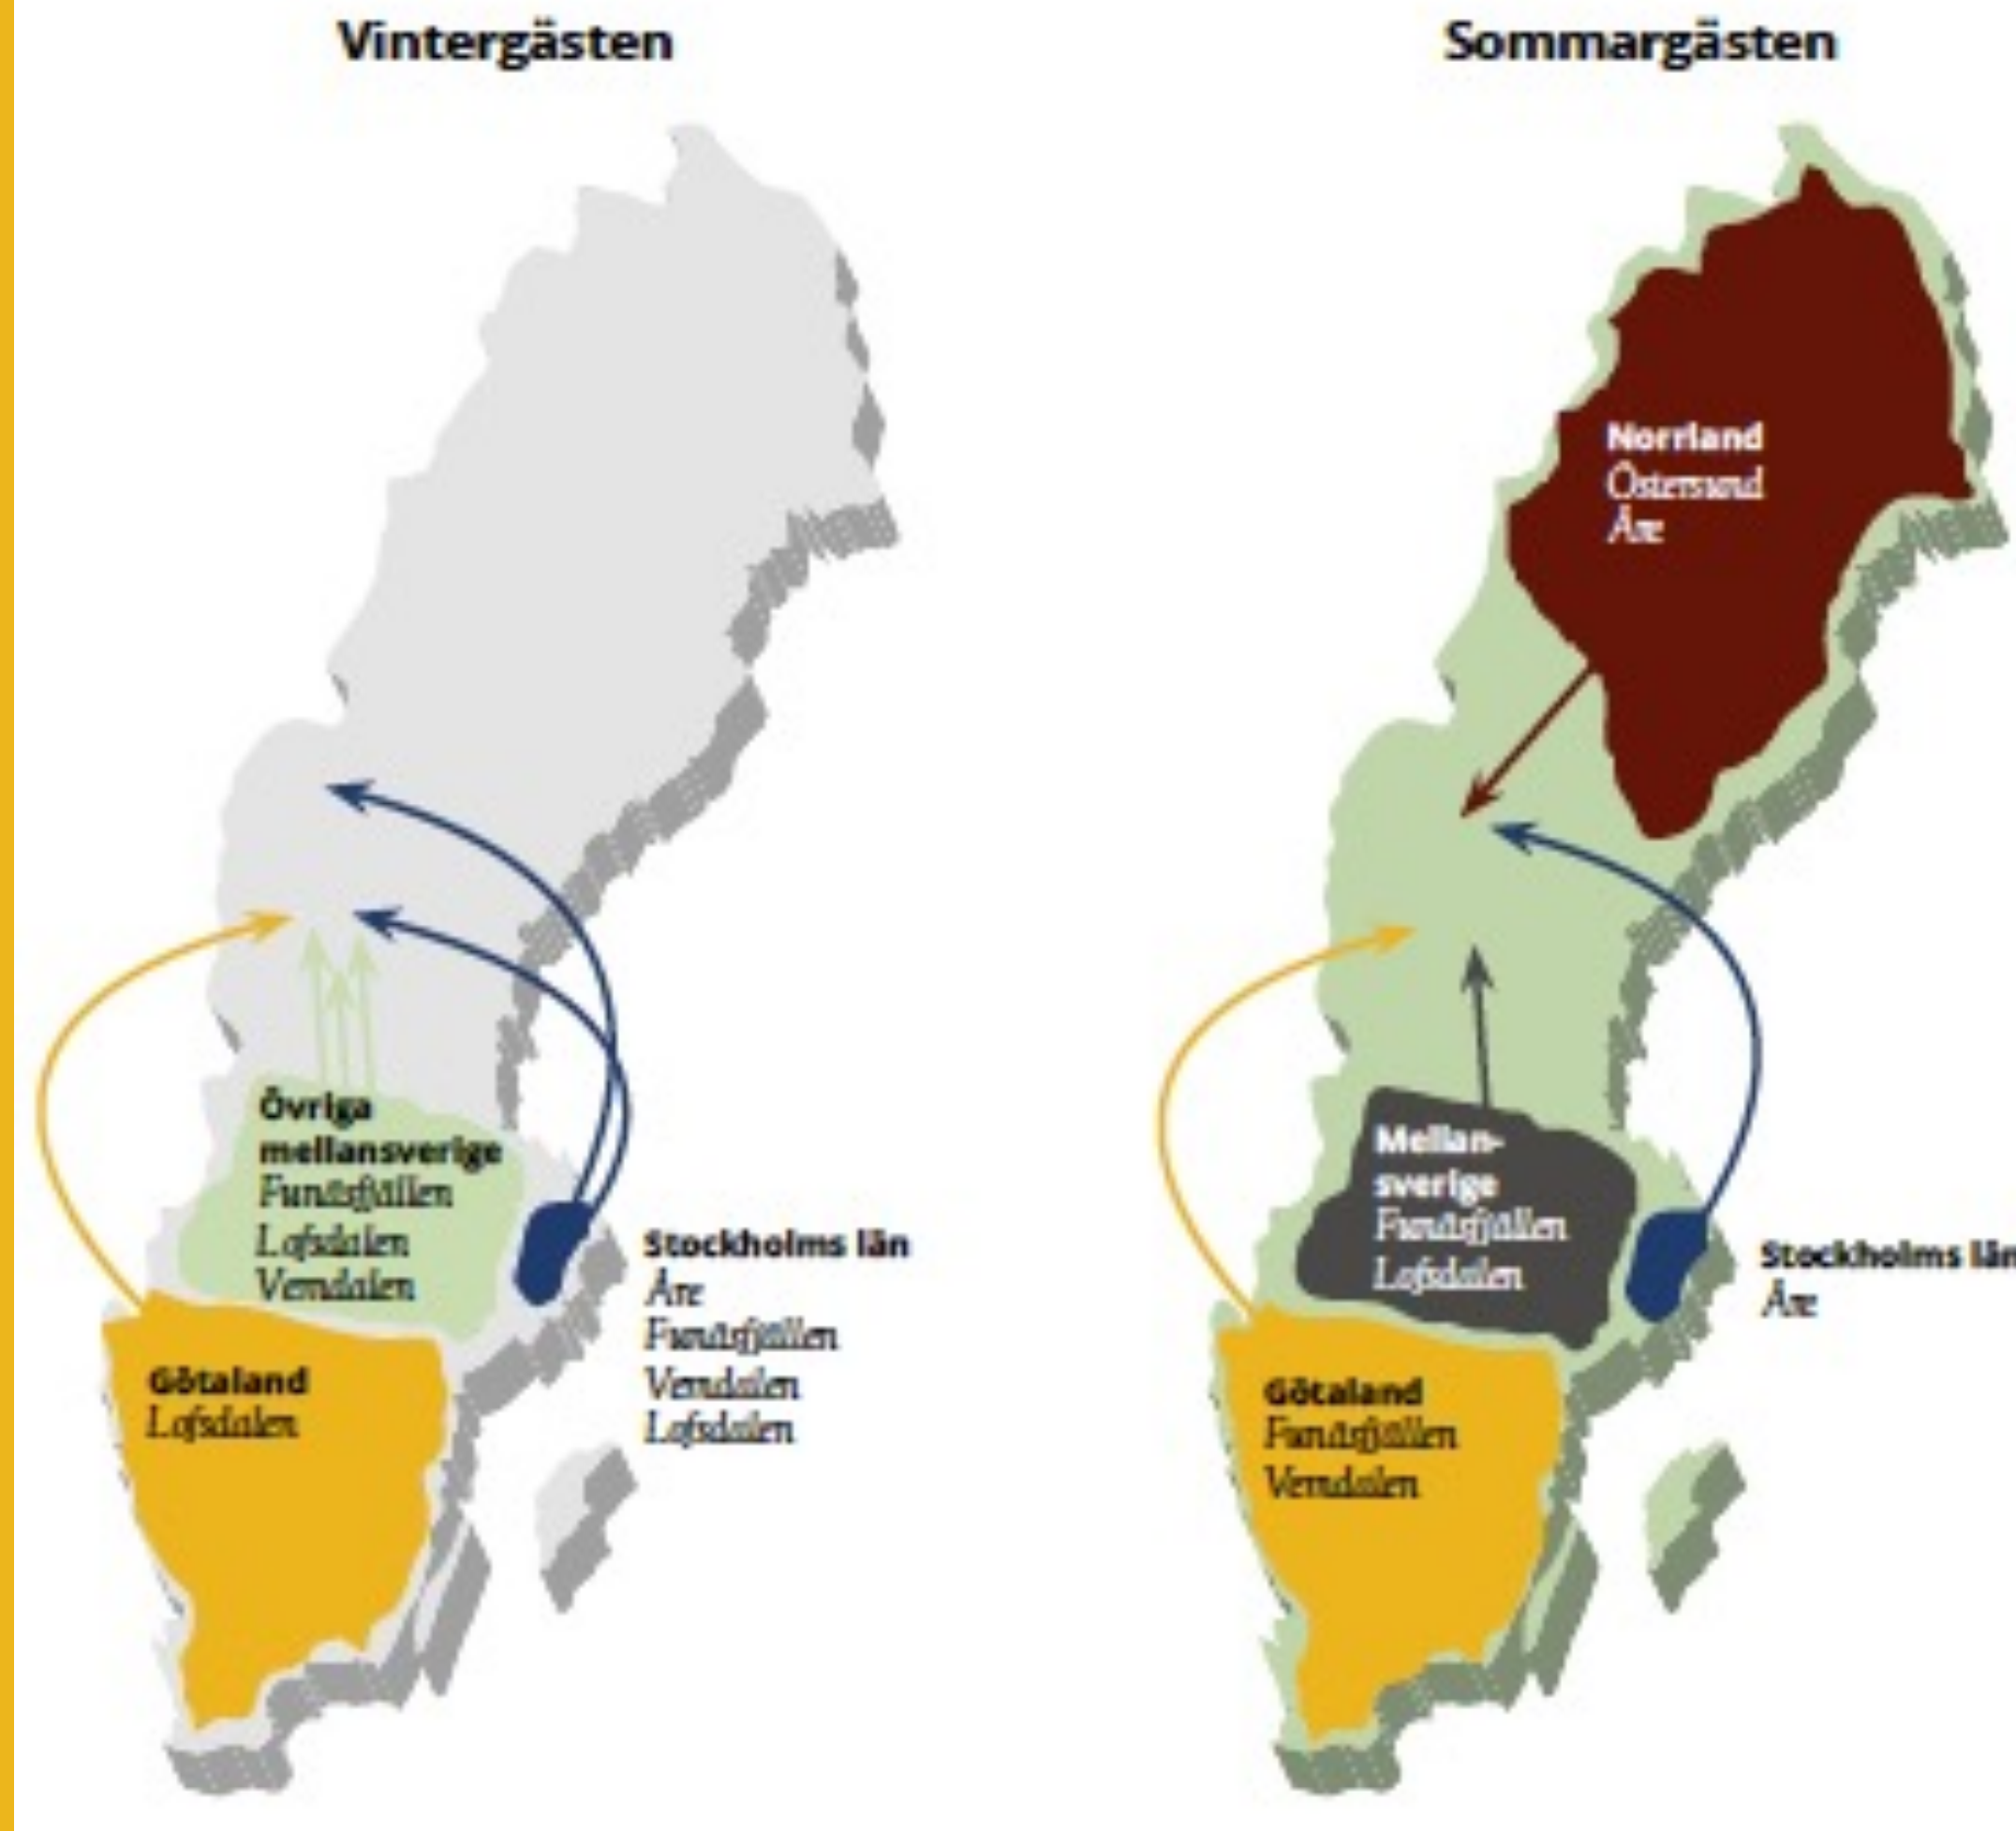 Vintergästen
Övriga
mellansverige
Funäsfjällen
Lofsdalen
Vemdalen
Stockholms län
Åre
Funäsfjällen
Vemdalen
Lofsdalen
Götaland
Lofsdalen
Sommargästen
Norrland
Östersund
Åre
Mellan-
sverige
Funäsfjällen
Lofsdalen
Stockholms län
Åre
Götaland
Funäsfjällen
Vemdalen